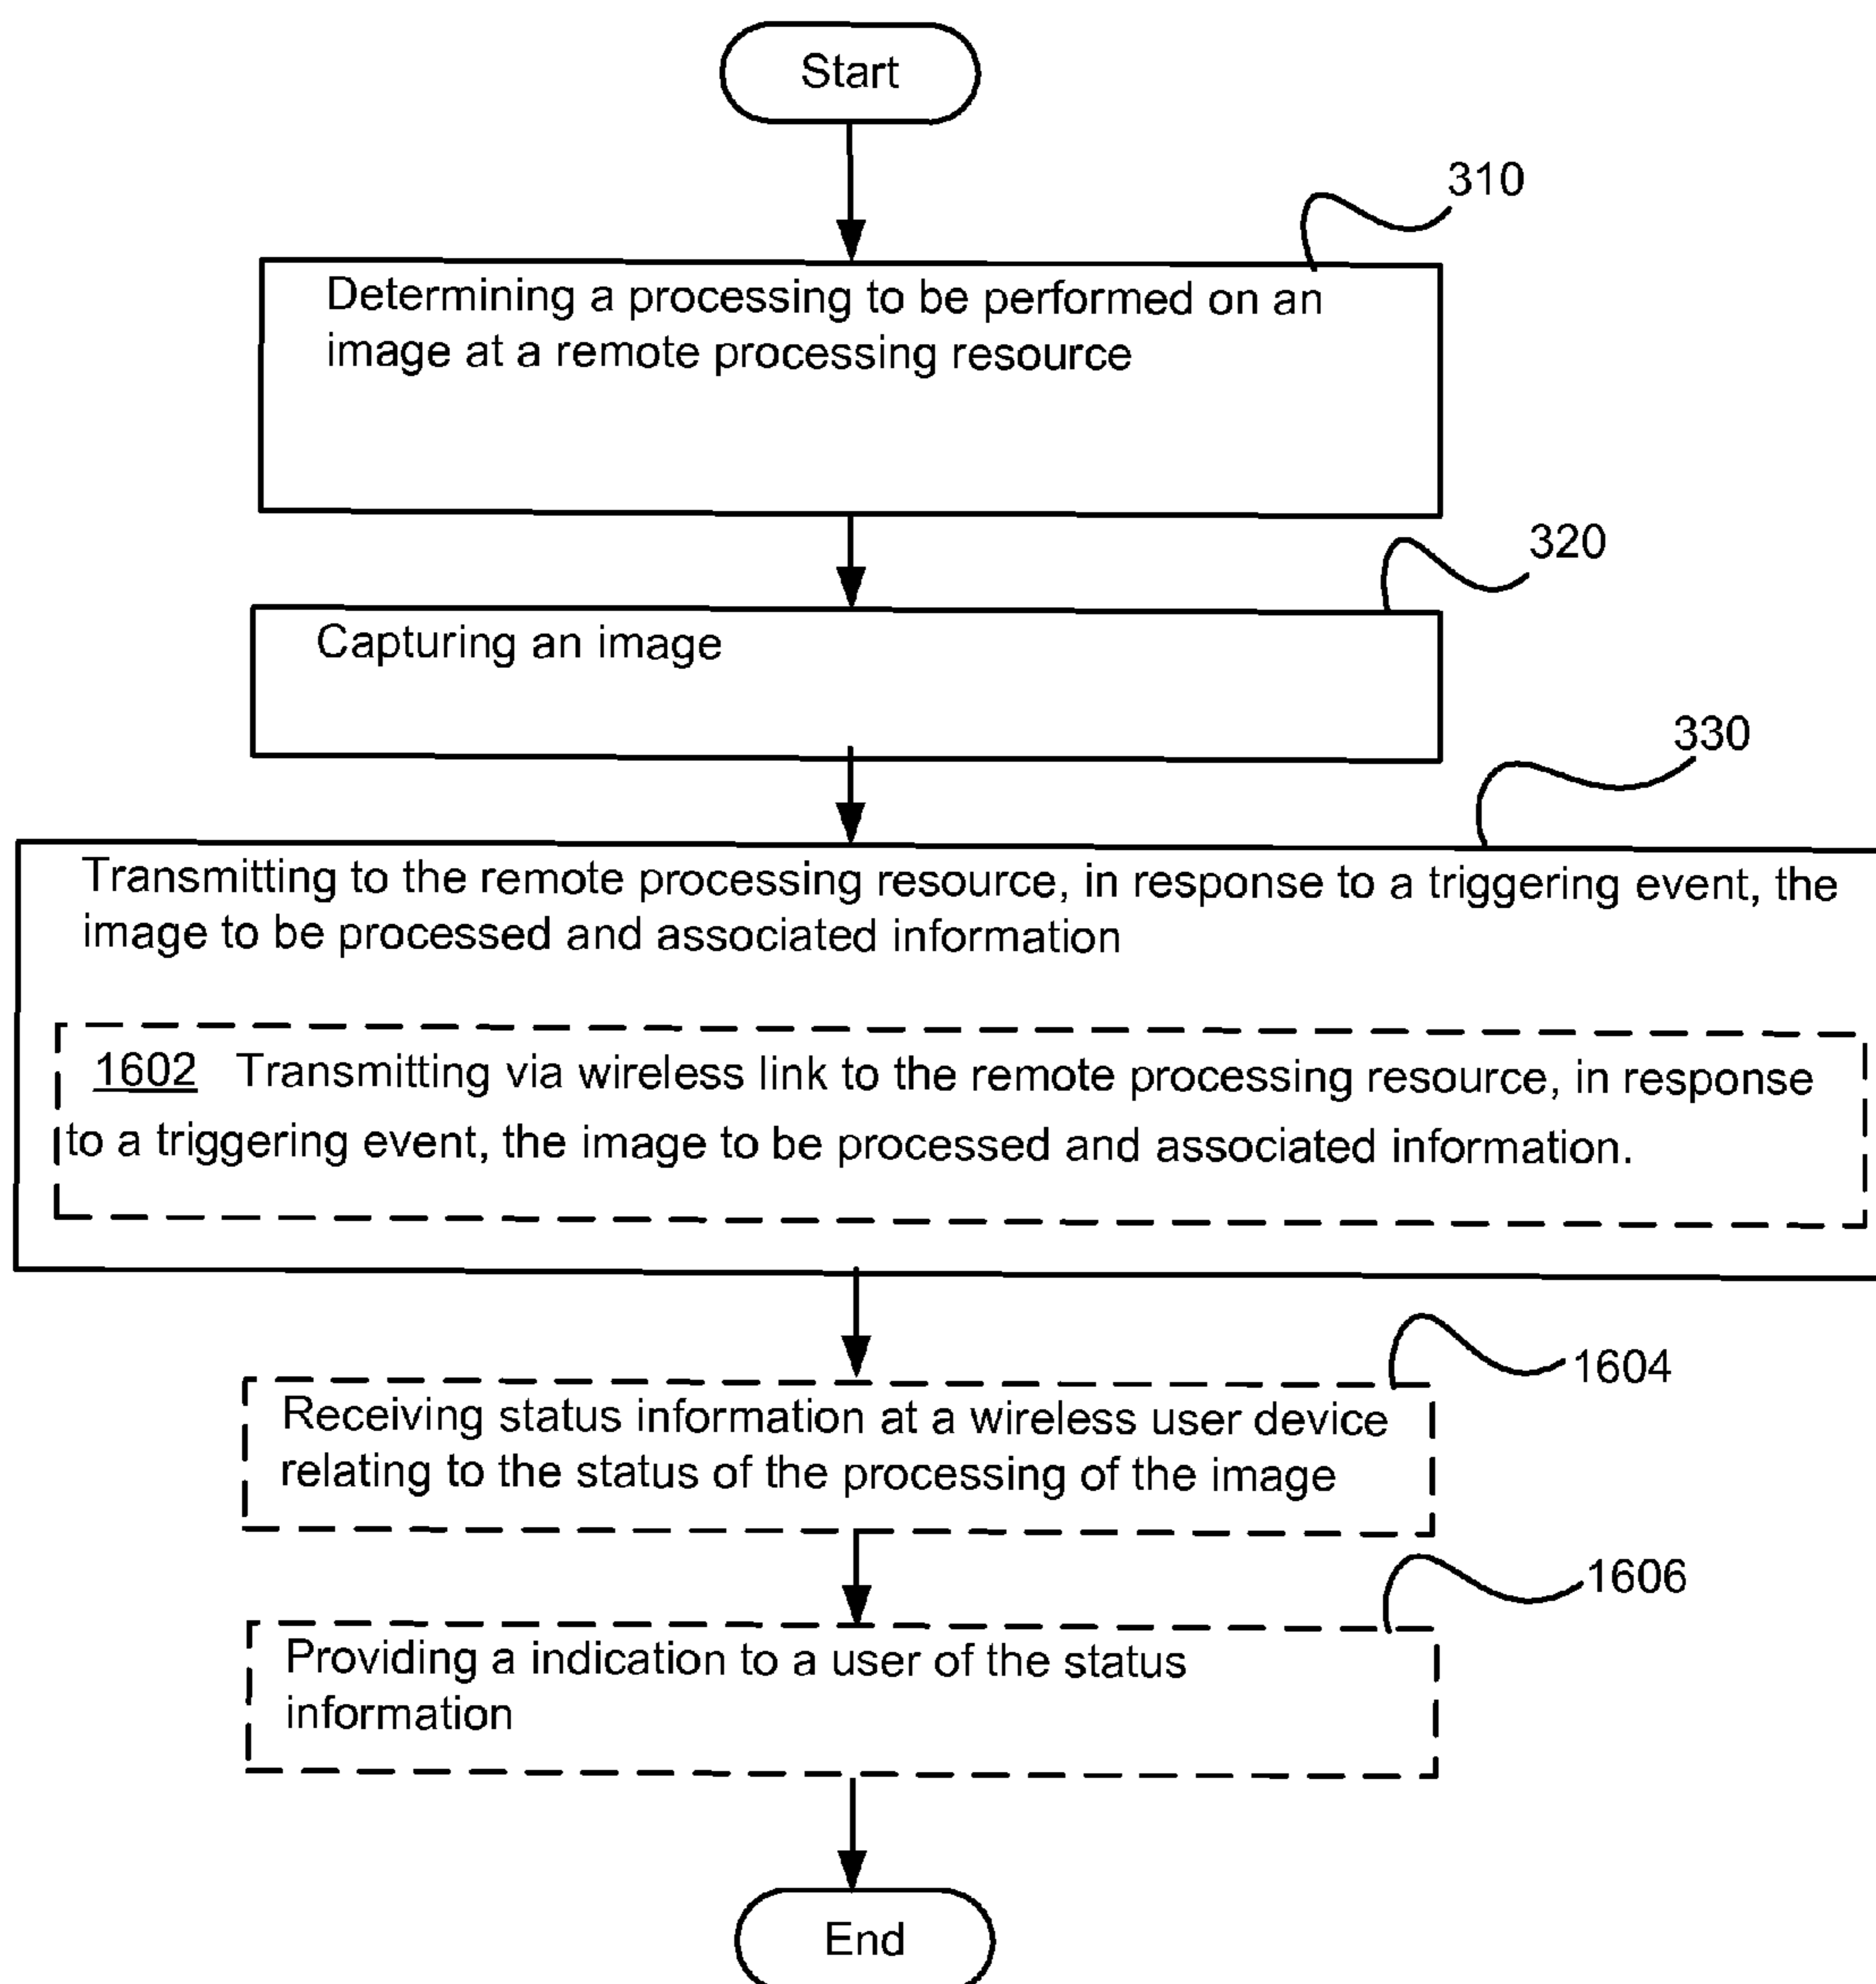 Start
310
Determining a processing to be performed on an
image at a remote processing resource
320
Capturing an image
330
Transmitting to the remote processing resource, in response to a triggering event, the
image to be processed and associated information
1602 Transmitting via wireless link to the remote processing resource, in response
to a triggering event, the image to be processed and associated information.
1604
Receiving status information at a wireless user device
relating to the status of the processing of the image
1606
Providing a indication to a user of the status
information
End